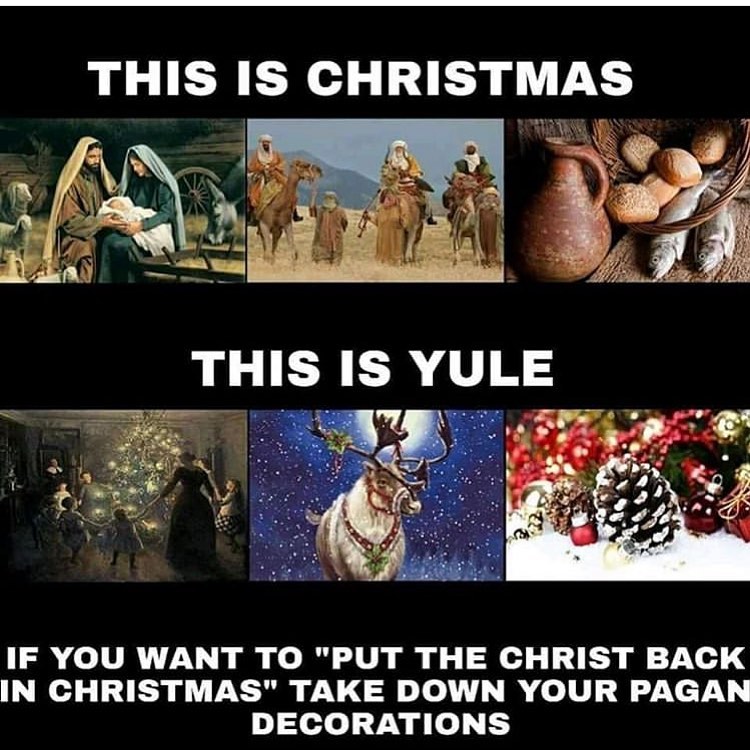 THIS IS CHRISTMAS
THIS IS YULE
IF YOU WANT TO "PUT THE CHRIST BACK
IN CHRISTMAS" TAKE DOWN YOUR PAGAN
DECORATIONS